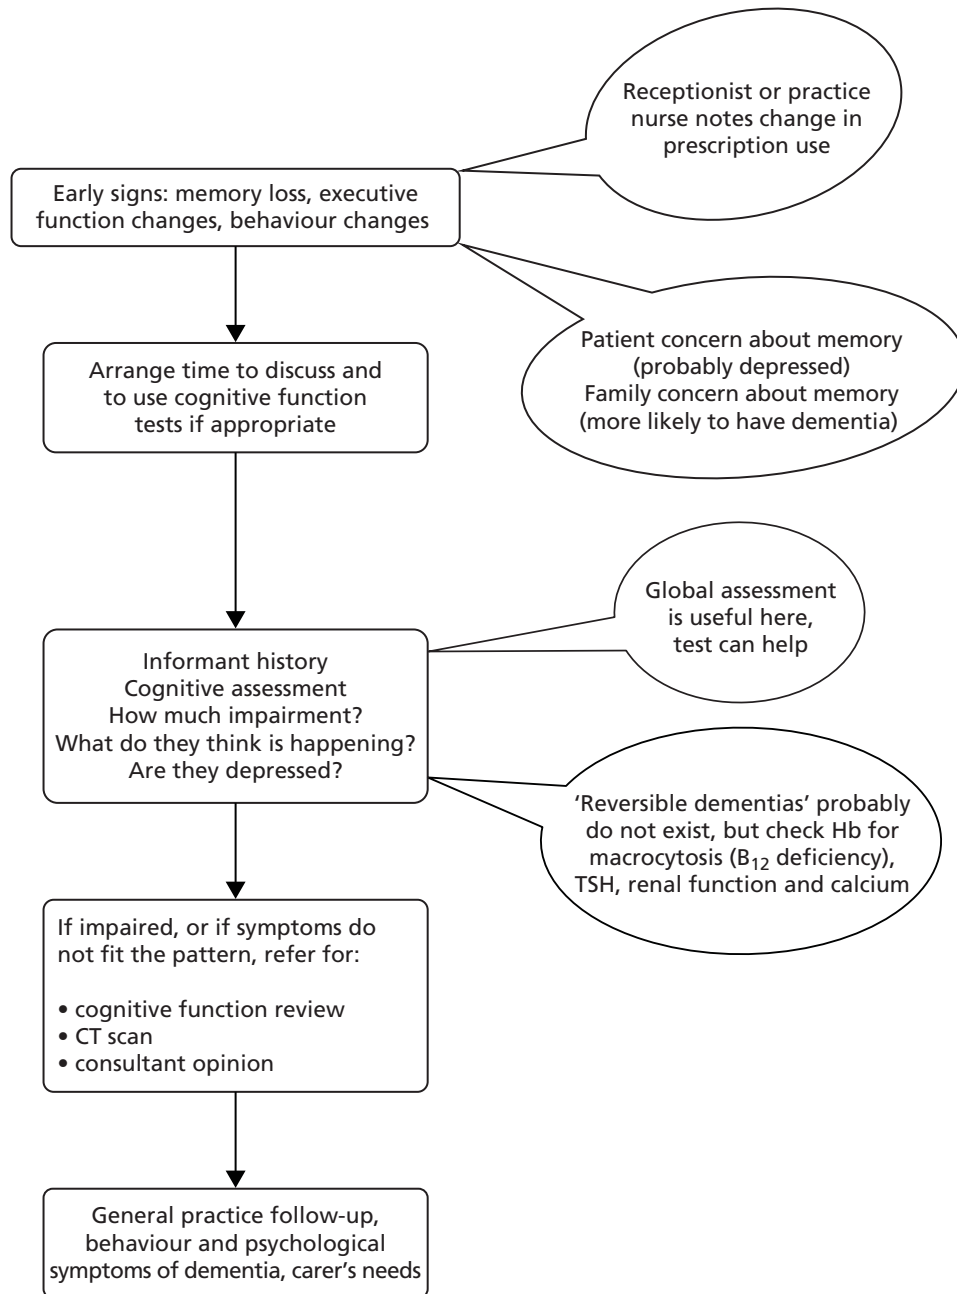 Receptionist or practice
nurse notes change in
prescription use
Early signs: memory loss, executive
function changes, behaviour changes
Patient concern about memory
(probably depressed)
Family concern about memory
(more likely to have dementia)
Arrange time to discuss and
to use cognitive function
tests if appropriate
Global assessment
is useful here,
test can help
Informant history
Cognitive assessment
How much impairment?
What do they think is happening?
Are they depressed?
‘Reversible dementias’ probably
do not exist, but check Hb for
macrocytosis (B₁₂ deficiency),
TSH, renal function and calcium
If impaired, or if symptoms do
not fit the pattern, refer for:
• cognitive function review
• CT scan
• consultant opinion
General practice follow-up,
behaviour and psychological
symptoms of dementia, carer’s needs